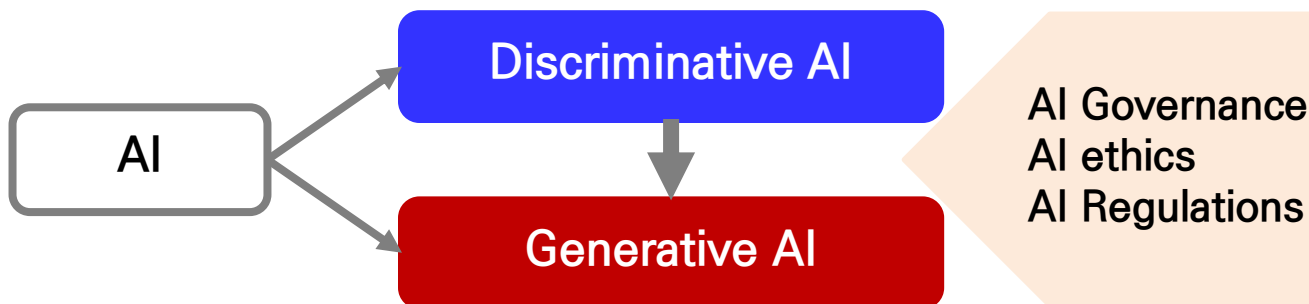 AI
Discriminative AI
Generative AI
AI Governance
AI ethics
AI Regulations